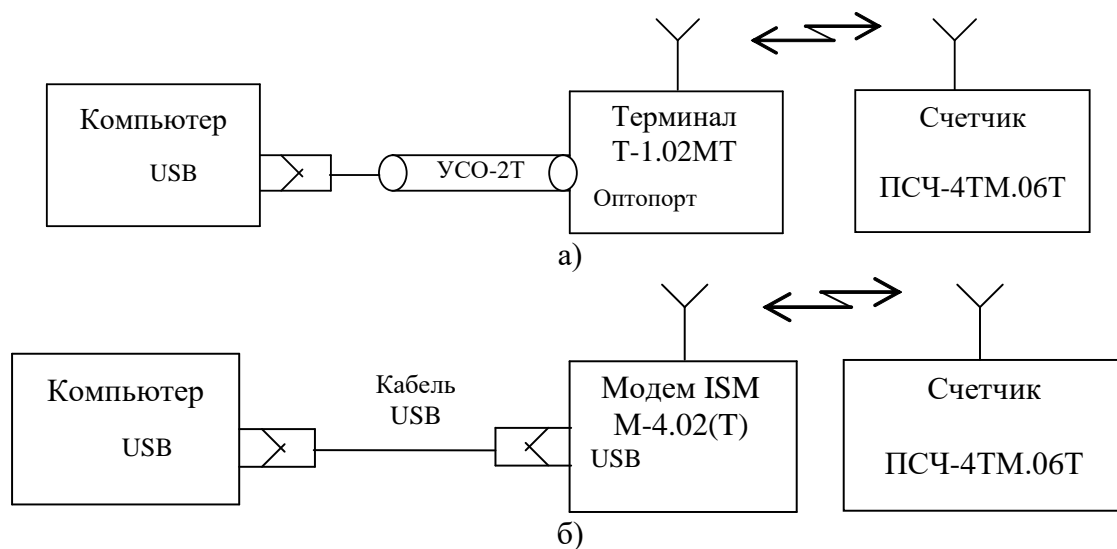 Компьютер
USB
УСО-2Т
Терминал
Т-1.02МТ
Оптопорт
Счетчик
ПСЧ-4ТМ.06Т
а)
Компьютер
USB
Кабель
USB
Модем ISM
М-4.02(Т)
USB
Счетчик
ПСЧ-4ТМ.06Т
б)